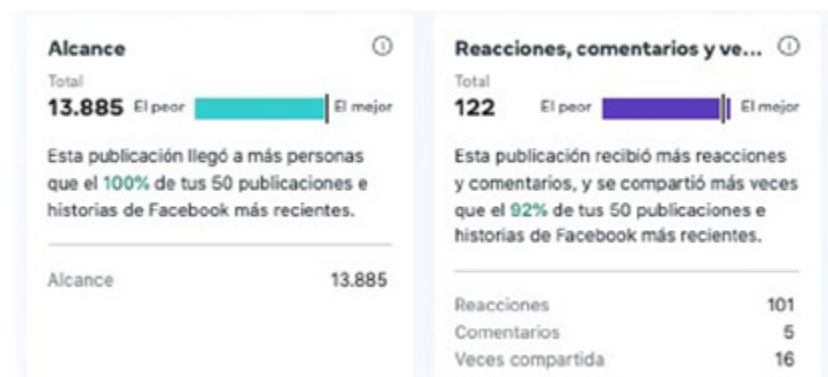 Alcance
Total
13.885 El peor El mejor
Esta publicación llegó a más personas
que el 100% de tus 50 publicaciones e
historias de Facebook más recientes.
Alcance 13.885
Reacciones, comentarios y ve...
Total
122 El peor El mejor
Esta publicación recibió más reacciones
y comentarios, y se compartió más veces
que el 92% de tus 50 publicaciones e
historias de Facebook más recientes.
Reacciones 101
Comentarios 5
Veces compartida 16